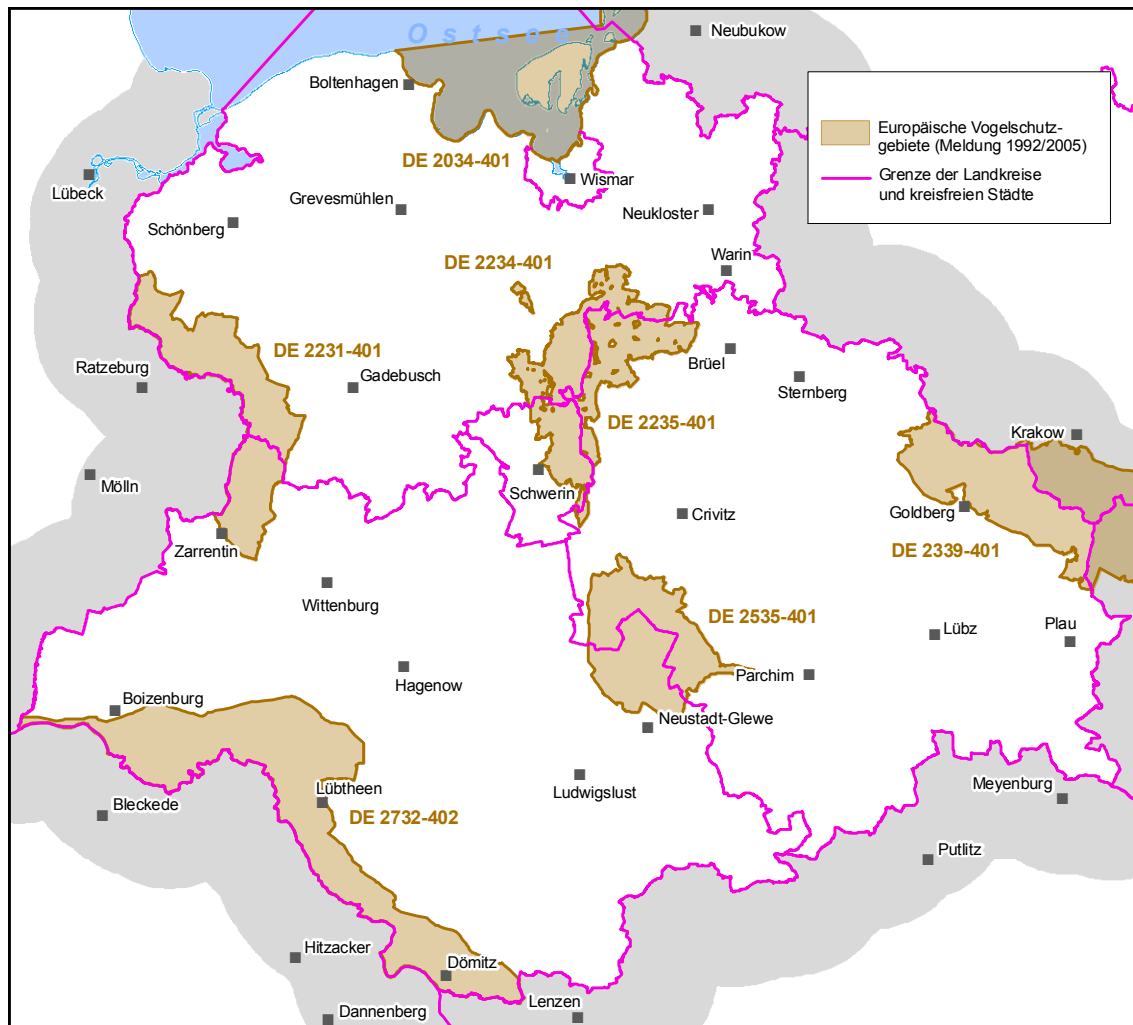 Ostsee
Neubukow
Boltenhagen
Europäische Vogelschutz-
gebiete (Meldung 1992/2005)
Grenze der Landkreise
und kreisfreien Städte
DE 2034-401
Lübeck
Wismar
Grevesmühlen
Neukloster
Schönberg
Warin
DE 2234-401
DE 2231-401
Brüel
Ratzeburg
Gadebusch
Sternberg
DE 2235-401
Krakow
Mölln
Schwerin
Crivitz
Goldberg
Zarrentin
DE 2339-401
Wittenburg
DE 2535-401
Lübz
Plau
Hagenow
Parchim
Boizenburg
Neustadt-Glewe
Meyenburg
Lübtheen
Ludwigslust
Bleckede
DE 2732-402
Putlitz
Hitzacker
Dömitz
Lenzen
Dannenberg